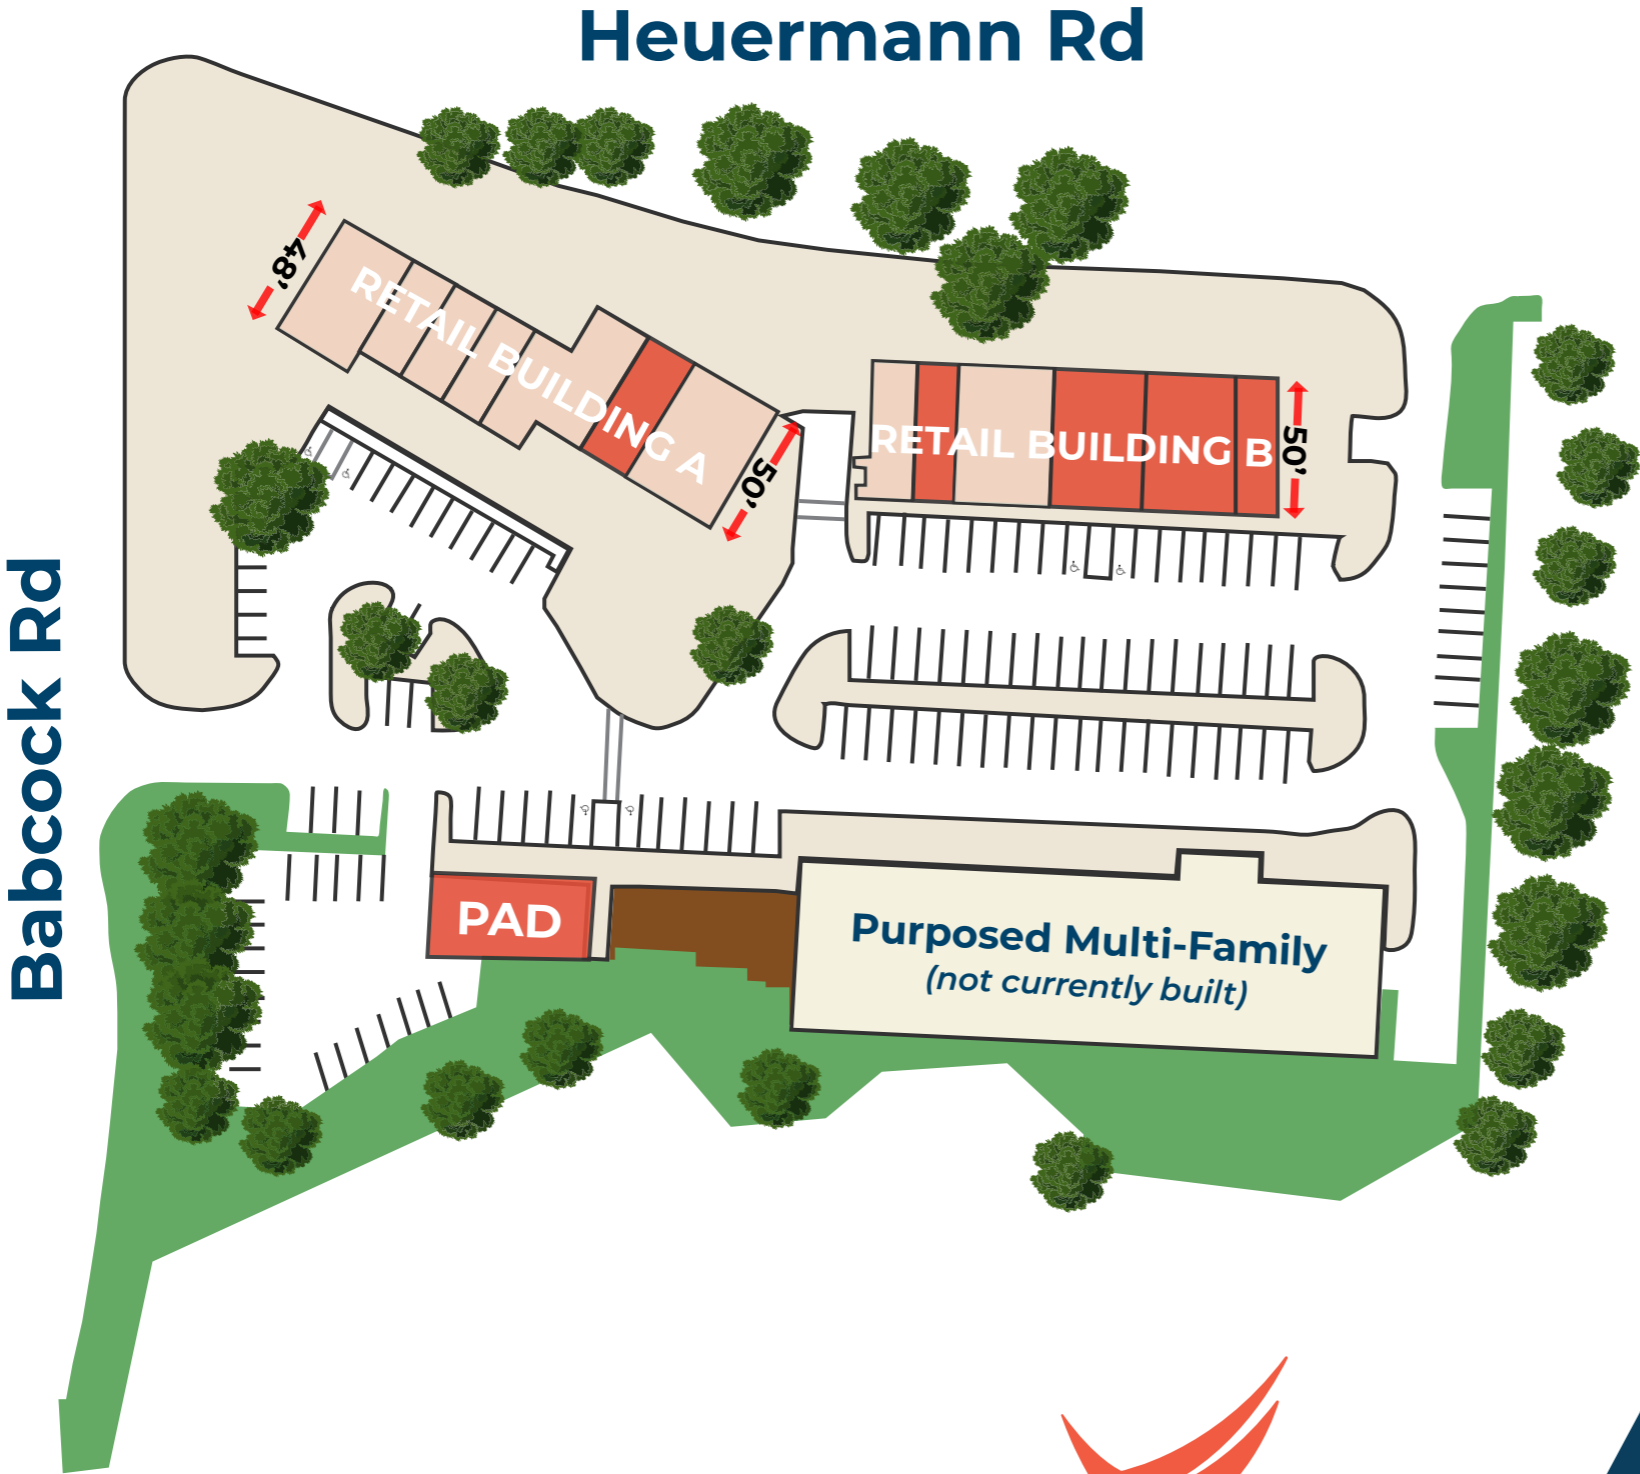 Heuermann Rd
48'
RETAIL BUILDING A
50'
RETAIL BUILDING B
50'
Babcock Rd
PAD
Purposed Multi-Family
(not currently built)